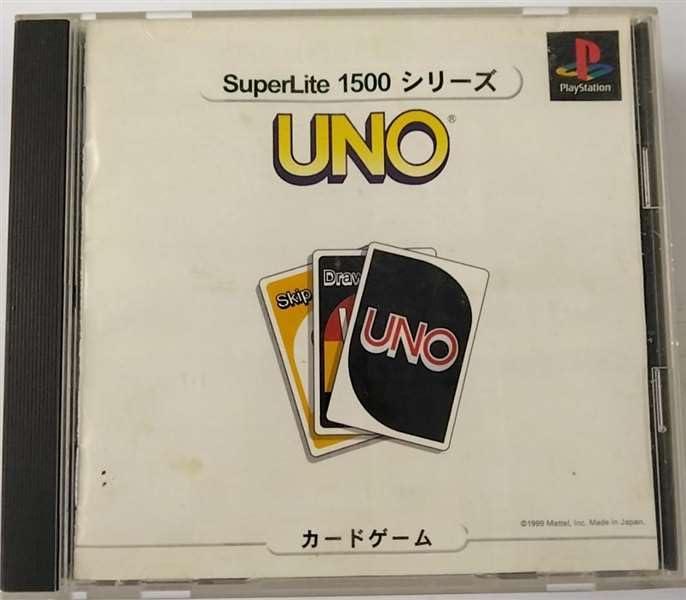 SuperLite 1500 シリーズ
PlayStation
UNO®
Skip
Draw
UNO
©1999 Mattel, Inc. Made in Japan.
カードゲーム